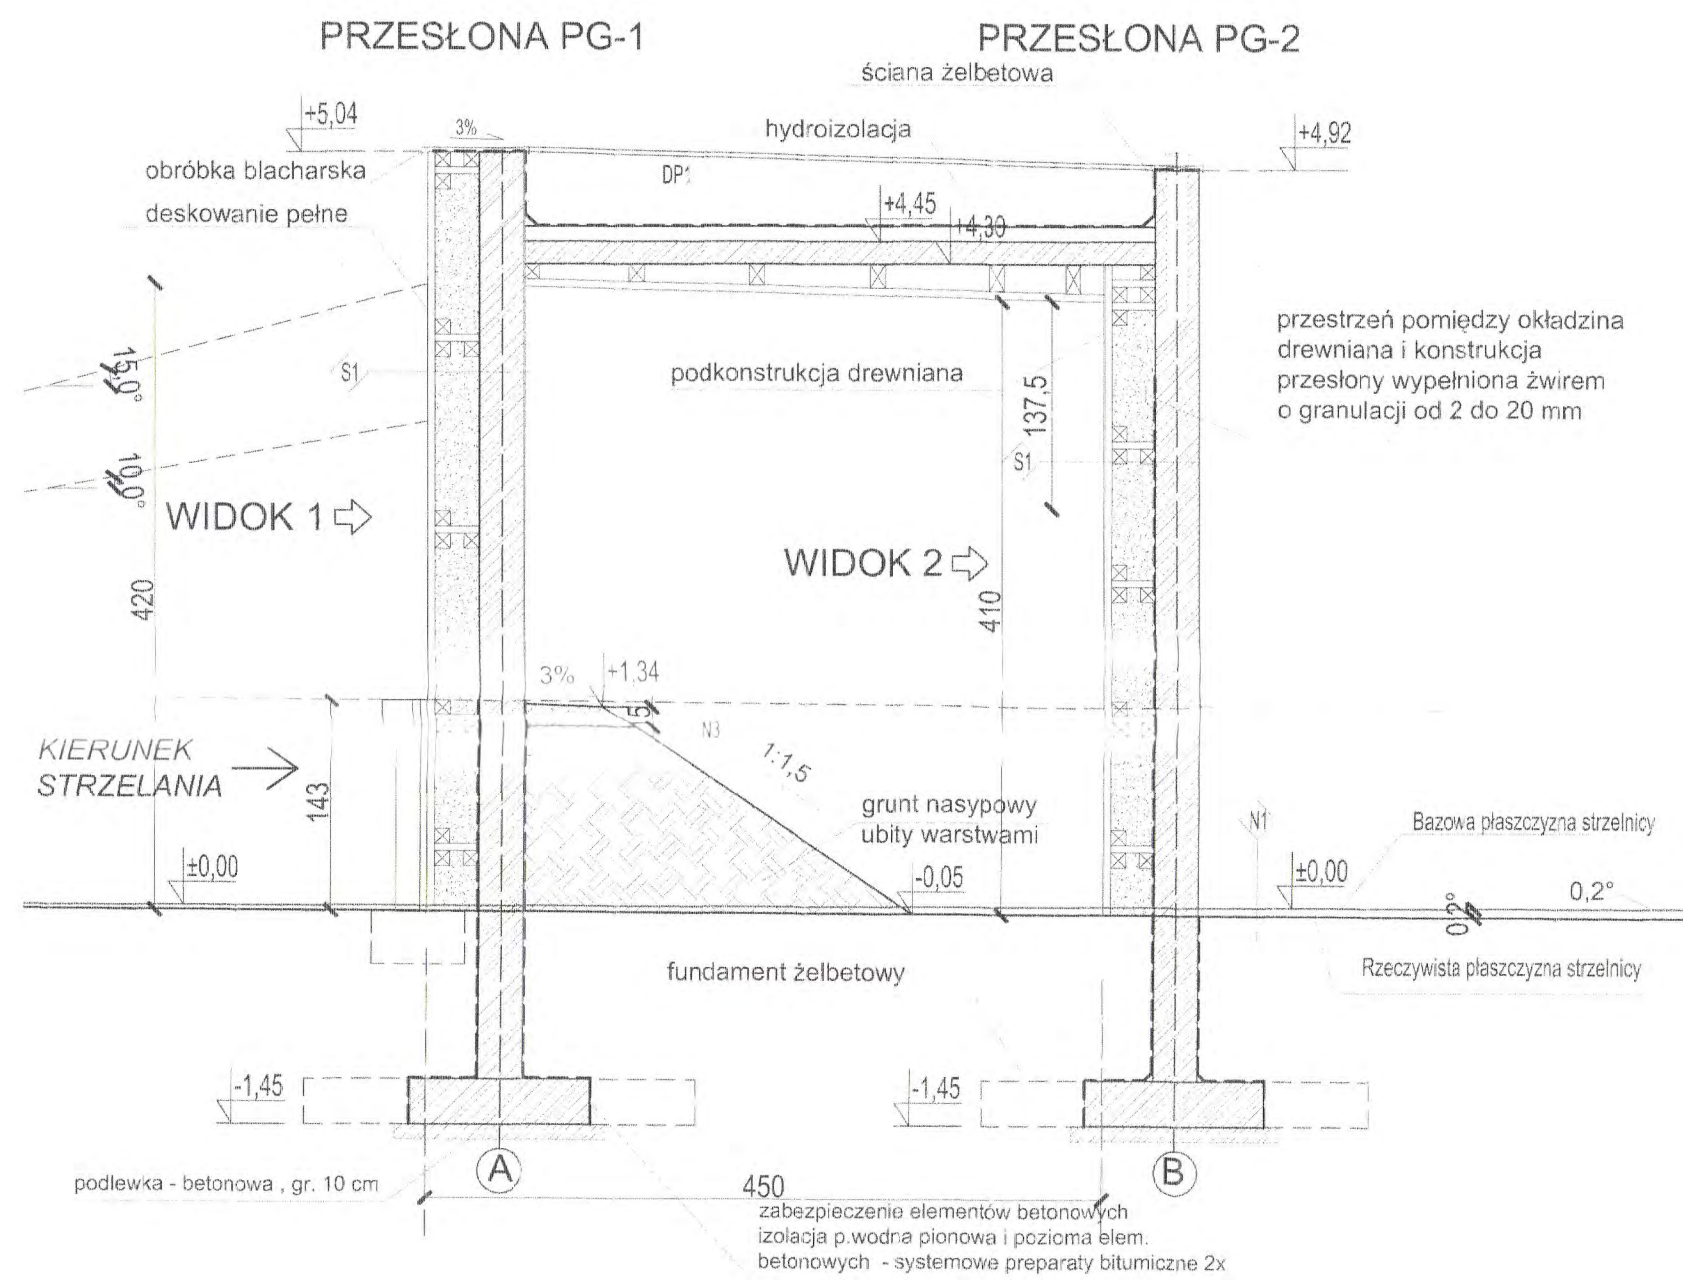 PRZESŁONA PG-1
PRZESŁONA PG-2
ściana żelbetowa
+5,04
3%
hydroizolacja
+4,92
obróbka blacharska
DP1
deskowanie pełne
+4,45
+4,30
15,0°
S1
podkonstrukcja drewniana
137,5
przestrzeń pomiędzy okładzina
drewniana i konstrukcja
przesłony wypełniona żwirem
o granulacji od 2 do 20 mm
S1
10,0°
WIDOK 1
WIDOK 2
420
410
3%
+1,34
15
N3
1:1,5
KIERUNEK
STRZELANIA
143
grunt nasypowy
ubity warstwami
N1
Bazowa płaszczyzna strzelnicy
±0,00
-0,05
±0,00
0,2°
0,2°
fundament żelbetowy
Rzeczywista płaszczyzna strzelnicy
-1,45
-1,45
A
B
podlewka - betonowa , gr. 10 cm
450
zabezpieczenie elementów betonowych
izolacja p.wodna pionowa i pozioma elem.
betonowych - systemowe preparaty bitumiczne 2x